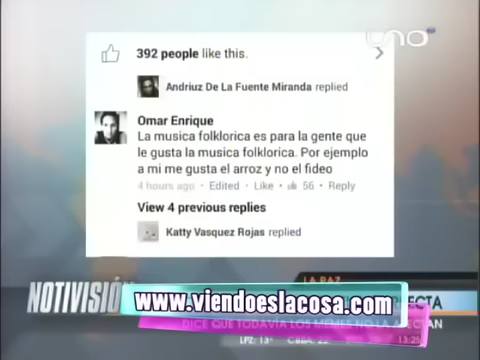 uno
392 people like this.
Andriuz De La Fuente Miranda replied
Omar Enrique
La musica folklorica es para la gente que
le gusta la musica folklorica. Por ejemplo
a mi me gusta el arroz y no el fideo
4 hours ago · Edited · Like · 56 · Reply
View 4 previous replies
Katty Vasquez Rojas replied
LA PAZ
NOTIVISIÓN
www.viendoeslacosa.com
DICE QUE TODAVÍA LOS MEMES NO LA AFECTAN
LPZ: 13° CBBA: 22° 13:25